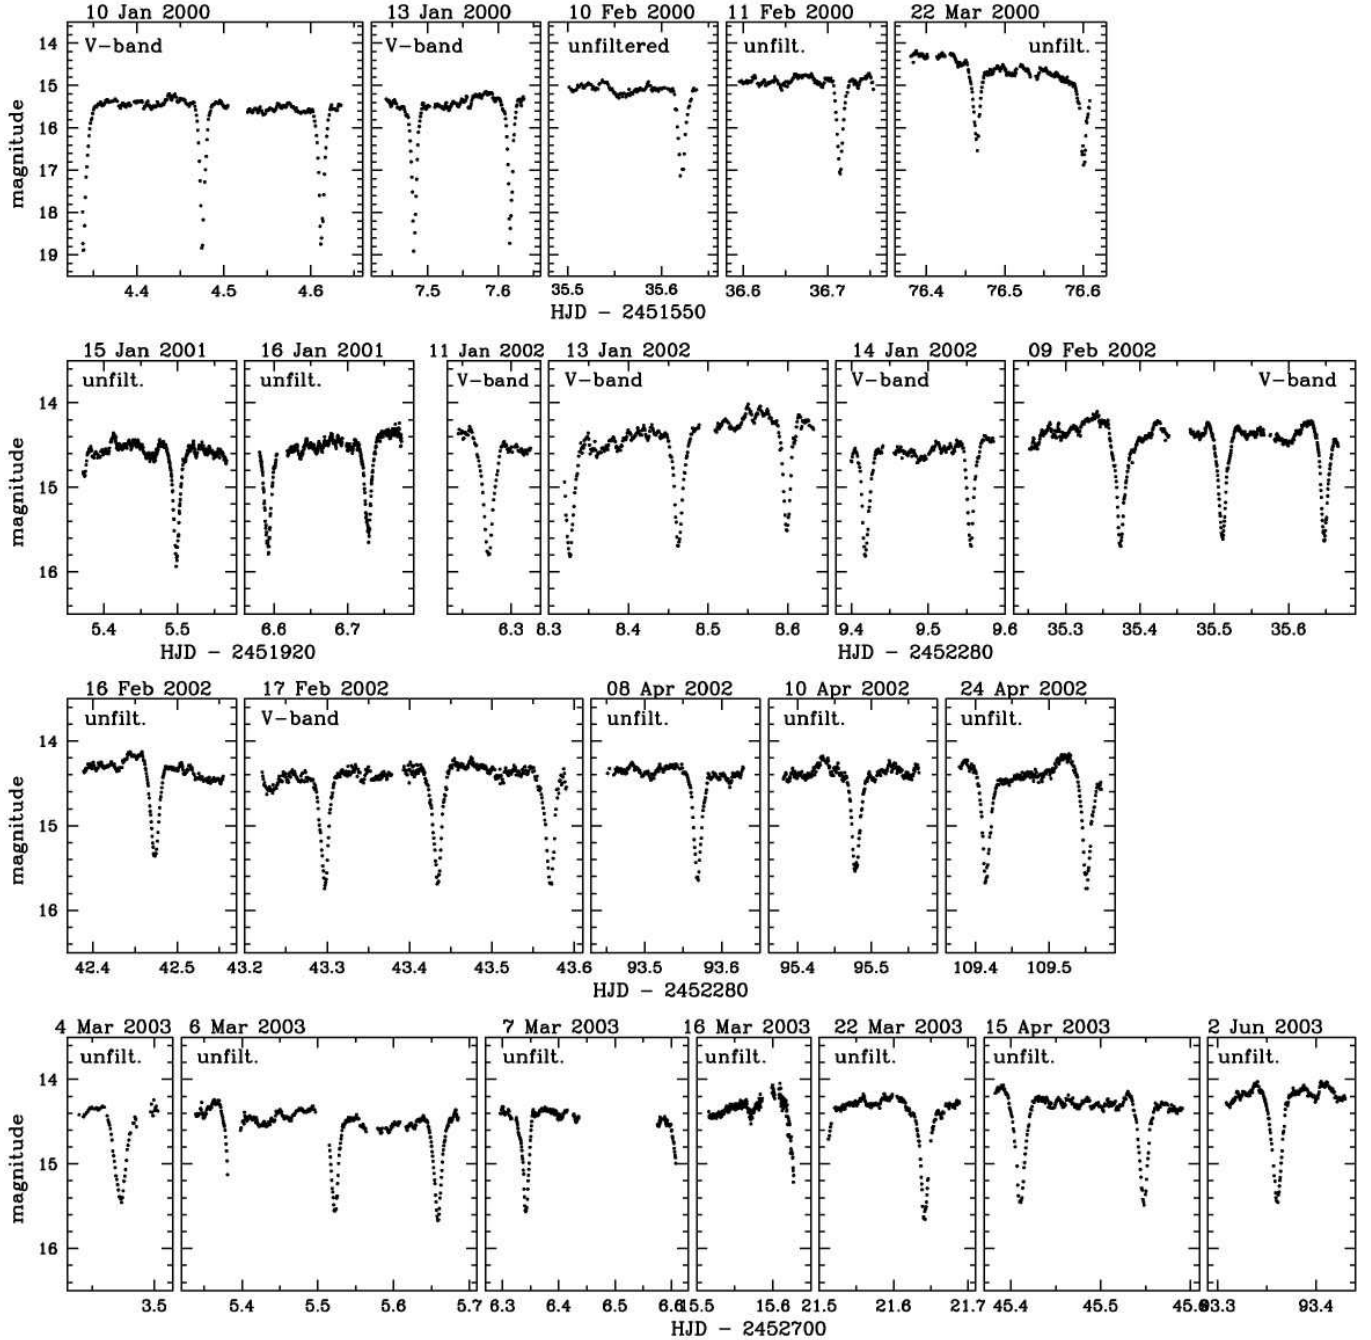 10 Jan 2000 13 Jan 2000 10 Feb 2000 11 Feb 2000 22 Mar 2000
V-band V-band unfiltered unfilt. unfilt.
magnitude
14
15
16
17
18
19
4.4 4.5 4.6 7.5 7.6 35.5 35.6 36.6 36.7 76.4 76.5 76.6
HJD - 2451550
15 Jan 2001 16 Jan 2001 11 Jan 2002 13 Jan 2002 14 Jan 2002 09 Feb 2002
unfilt. unfilt. V-band V-band V-band V-band
magnitude
14
15
16
5.4 5.5 6.6 6.7 6.3 8.3 8.4 8.5 8.6 9.4 9.5 9.6 35.3 35.4 35.5 35.6
HJD - 2451920 HJD - 2452280
16 Feb 2002 17 Feb 2002 08 Apr 2002 10 Apr 2002 24 Apr 2002
unfilt. V-band unfilt. unfilt. unfilt.
magnitude
14
15
16
42.4 42.5 43.2 43.3 43.4 43.5 43.6 93.5 93.6 95.4 95.5 109.4 109.5
HJD - 2452280
4 Mar 2003 6 Mar 2003 7 Mar 2003 16 Mar 2003 22 Mar 2003 15 Apr 2003 2 Jun 2003
unfilt. unfilt. unfilt. unfilt. unfilt. unfilt. unfilt.
magnitude
14
15
16
3.5 5.4 5.5 5.6 5.7 6.3 6.4 6.5 15.6 21.5 21.6 21.7 45.4 45.5 93.4
HJD - 2452700